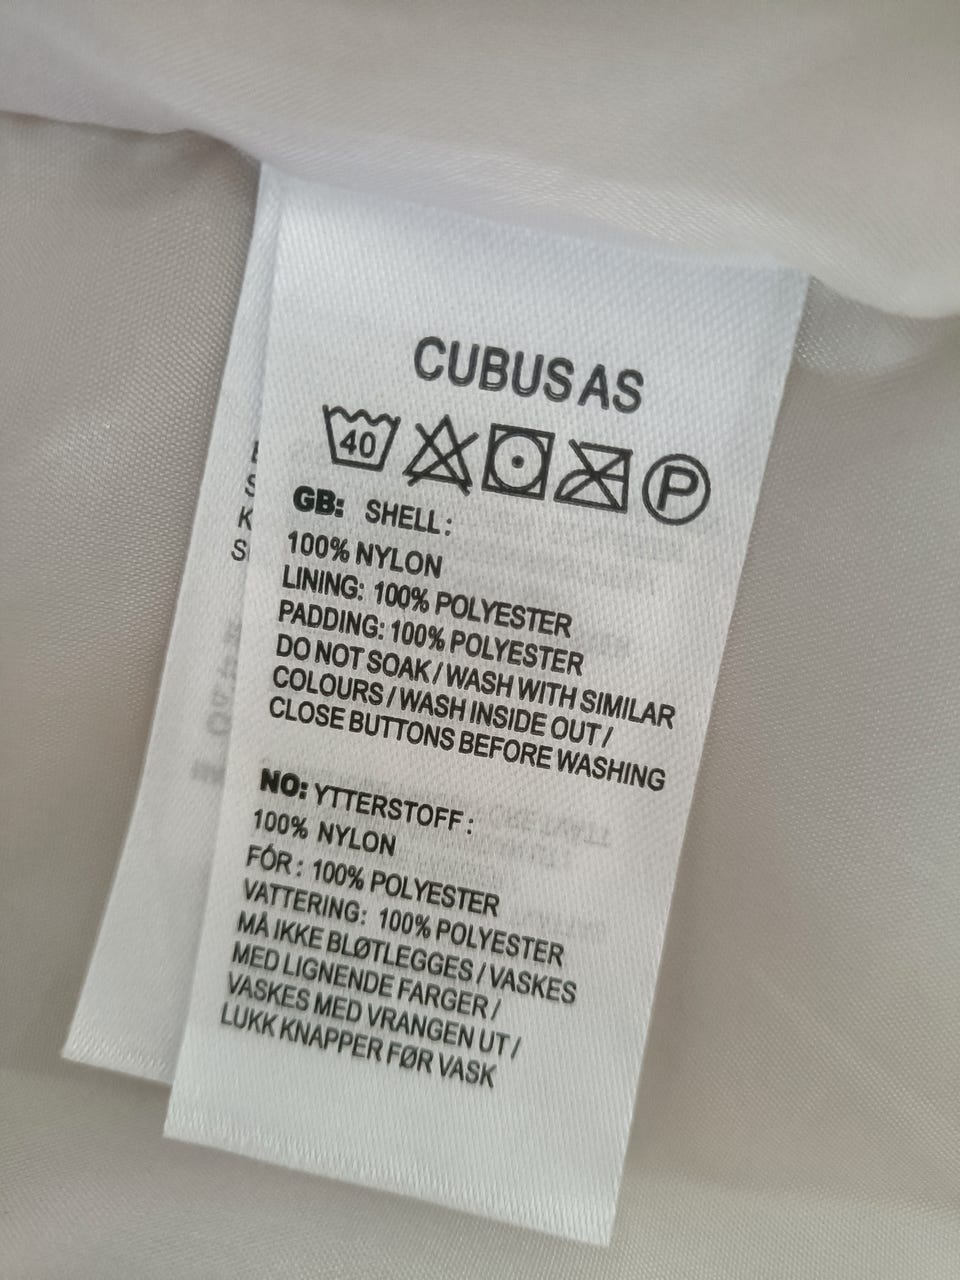 CUBUS AS
40 P
GB: SHELL:
100% NYLON
LINING: 100% POLYESTER
PADDING: 100% POLYESTER
DO NOT SOAK / WASH WITH SIMILAR
COLOURS / WASH INSIDE OUT /
CLOSE BUTTONS BEFORE WASHING
NO: YTTERSTOFF:
100% NYLON
FÓR: 100% POLYESTER
VATTERING: 100% POLYESTER
MÅ IKKE BLØTLEGGES / VASKES
MED LIGNENDE FARGER /
VASKES MED VRANGEN UT /
LUKK KNAPPER FØR VASK